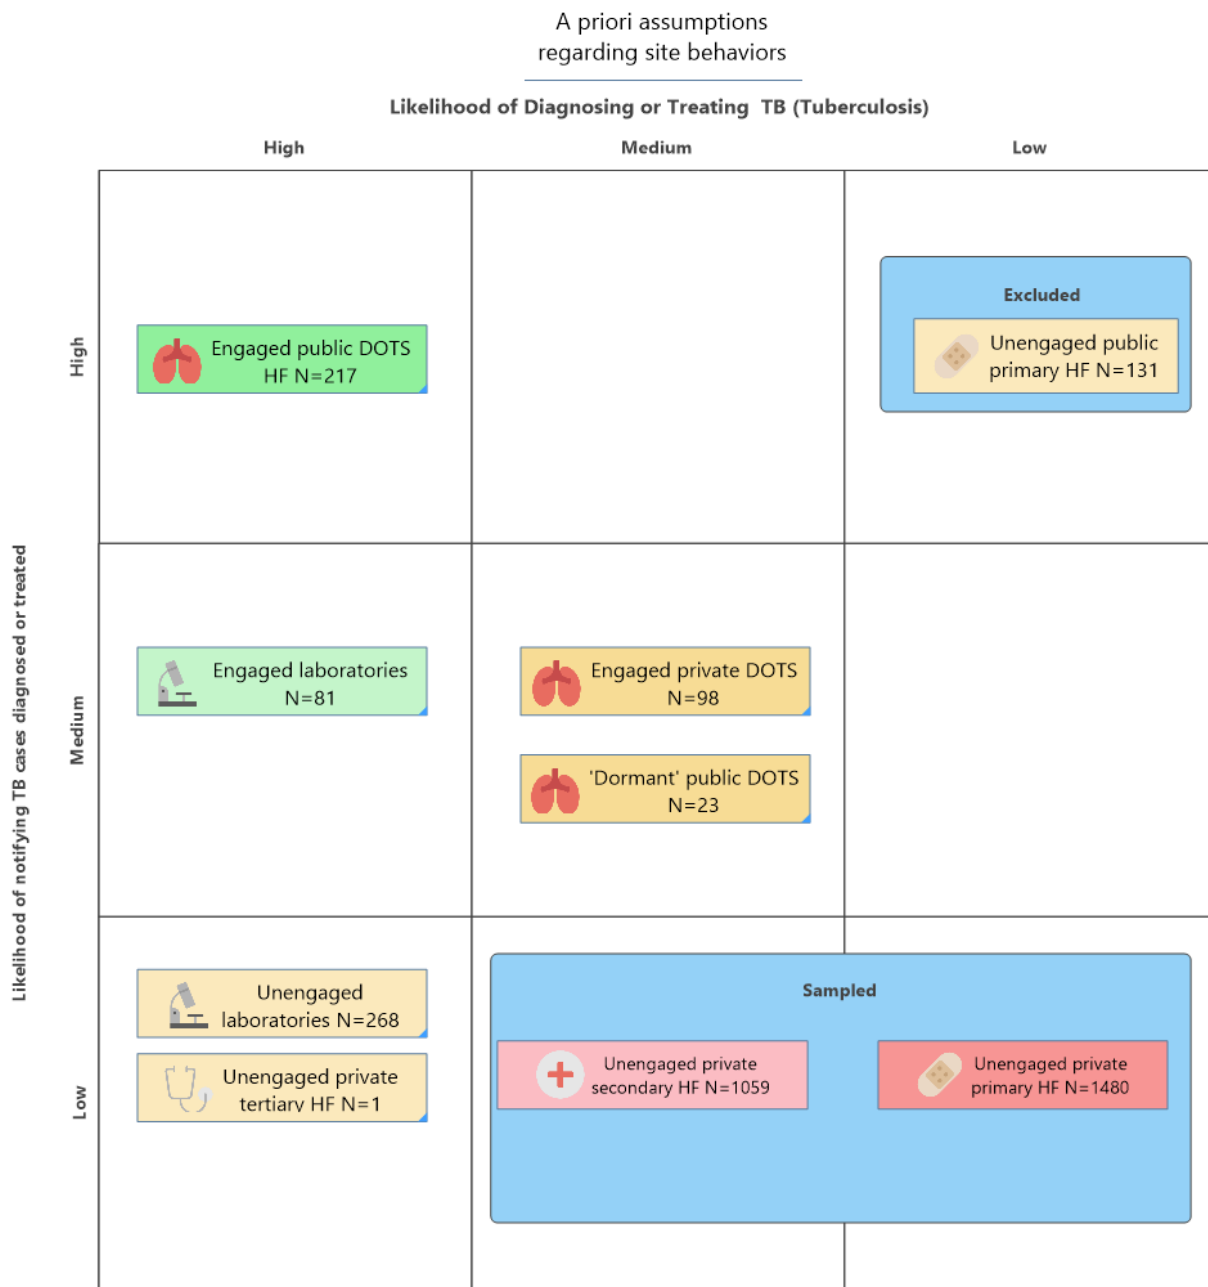 A priori assumptions
regarding site behaviors
Likelihood of Diagnosing or Treating TB (Tuberculosis)
High
Medium
Low
Likelihood of notifying TB cases diagnosed or treated
High
Engaged public DOTS
HF N=217
Excluded
Unengaged public
primary HF N=131
Medium
Engaged laboratories
N=81
Engaged private DOTS
N=98
'Dormant' public DOTS
N=23
Low
Unengaged
laboratories N=268
Unengaged private
tertiary HF N=1
Sampled
Unengaged private
secondary HF N=1059
Unengaged private
primary HF N=1480